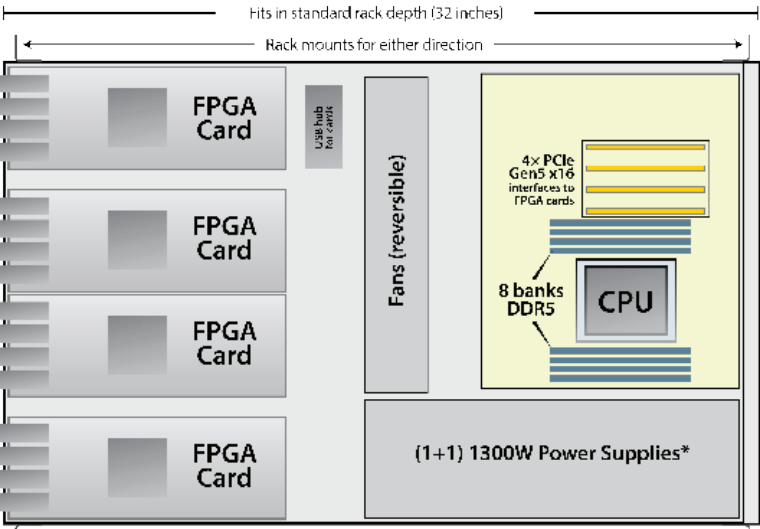 Fits in standard rack depth (32 inches)
Rack mounts for either direction
FPGA
Card
USB hub
for cards
Fans (reversible)
4× PCIe
Gen5 x16
interfaces to
FPGA cards
FPGA
Card
8 banks
DDR5
CPU
FPGA
Card
FPGA
Card
(1+1) 1300W Power Supplies*